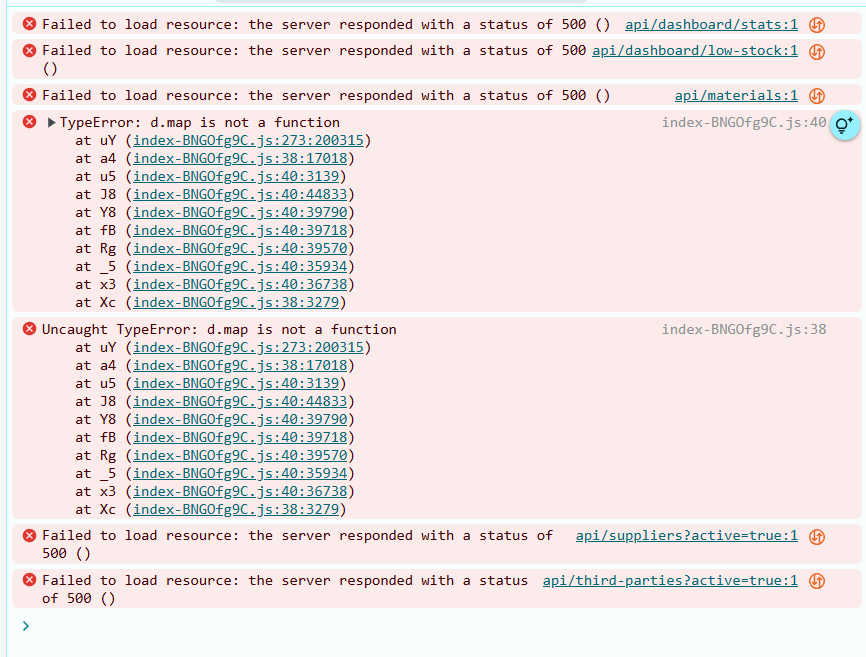 Failed to load resource: the server responded with a status of 500 () api/dashboard/stats:1
Failed to load resource: the server responded with a status of 500 api/dashboard/low-stock:1
()
Failed to load resource: the server responded with a status of 500 () api/materials:1
▶TypeError: d.map is not a function index-BNGOfg9C.js:40
at uY (index-BNGOfg9C.js:273:200315)
at a4 (index-BNGOfg9C.js:38:17018)
at u5 (index-BNGOfg9C.js:40:3139)
at J8 (index-BNGOfg9C.js:40:44833)
at Y8 (index-BNGOfg9C.js:40:39790)
at fB (index-BNGOfg9C.js:40:39718)
at Rg (index-BNGOfg9C.js:40:39570)
at _5 (index-BNGOfg9C.js:40:35934)
at x3 (index-BNGOfg9C.js:40:36738)
at Xc (index-BNGOfg9C.js:38:3279)
Uncaught TypeError: d.map is not a function index-BNGOfg9C.js:38
at uY (index-BNGOfg9C.js:273:200315)
at a4 (index-BNGOfg9C.js:38:17018)
at u5 (index-BNGOfg9C.js:40:3139)
at J8 (index-BNGOfg9C.js:40:44833)
at Y8 (index-BNGOfg9C.js:40:39790)
at fB (index-BNGOfg9C.js:40:39718)
at Rg (index-BNGOfg9C.js:40:39570)
at _5 (index-BNGOfg9C.js:40:35934)
at x3 (index-BNGOfg9C.js:40:36738)
at Xc (index-BNGOfg9C.js:38:3279)
Failed to load resource: the server responded with a status of api/suppliers?active=true:1
500 ()
Failed to load resource: the server responded with a status api/third-parties?active=true:1
of 500 ()